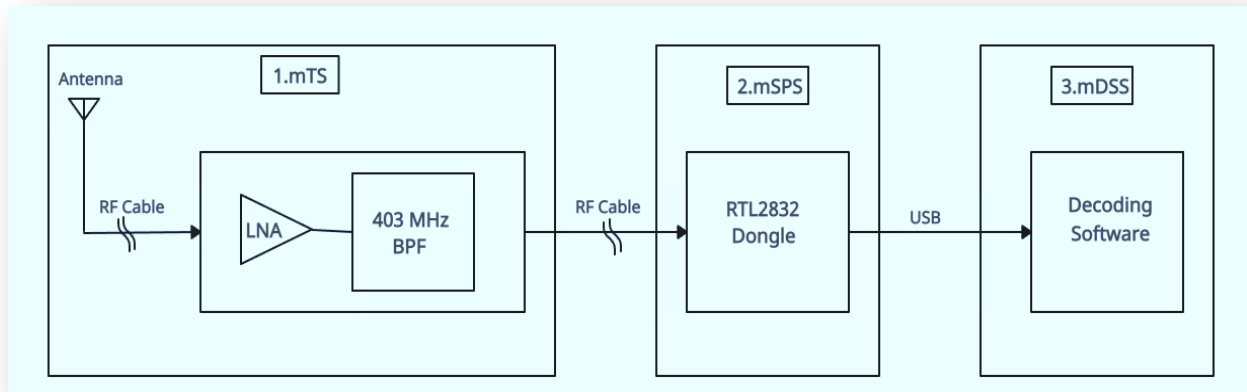 1.mTS
Antenna
RF Cable
LNA
403 MHz
BPF
RF Cable
2.mSPS
RTL2832
Dongle
USB
3.mDSS
Decoding
Software